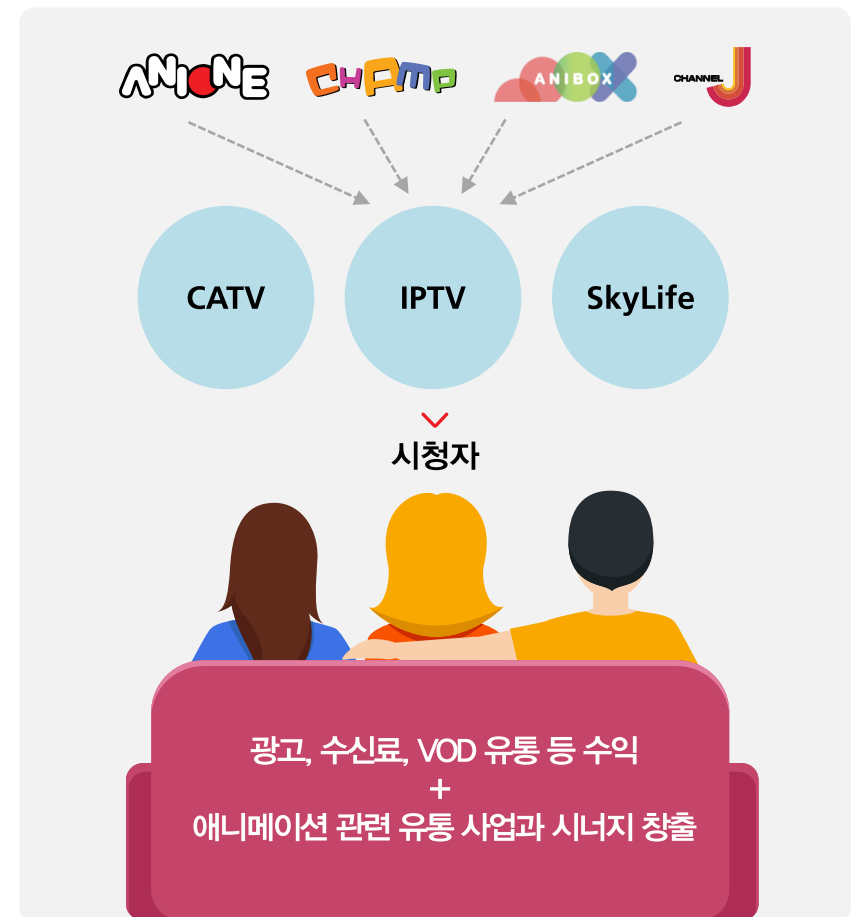 ANIONE
CHAMP
ANIBOX
CHANNEL J
CATV
IPTV
SkyLife
시청자
광고, 수신료, VOD 유통 등 수익
+
애니메이션 관련 유통 사업과 시너지 창출